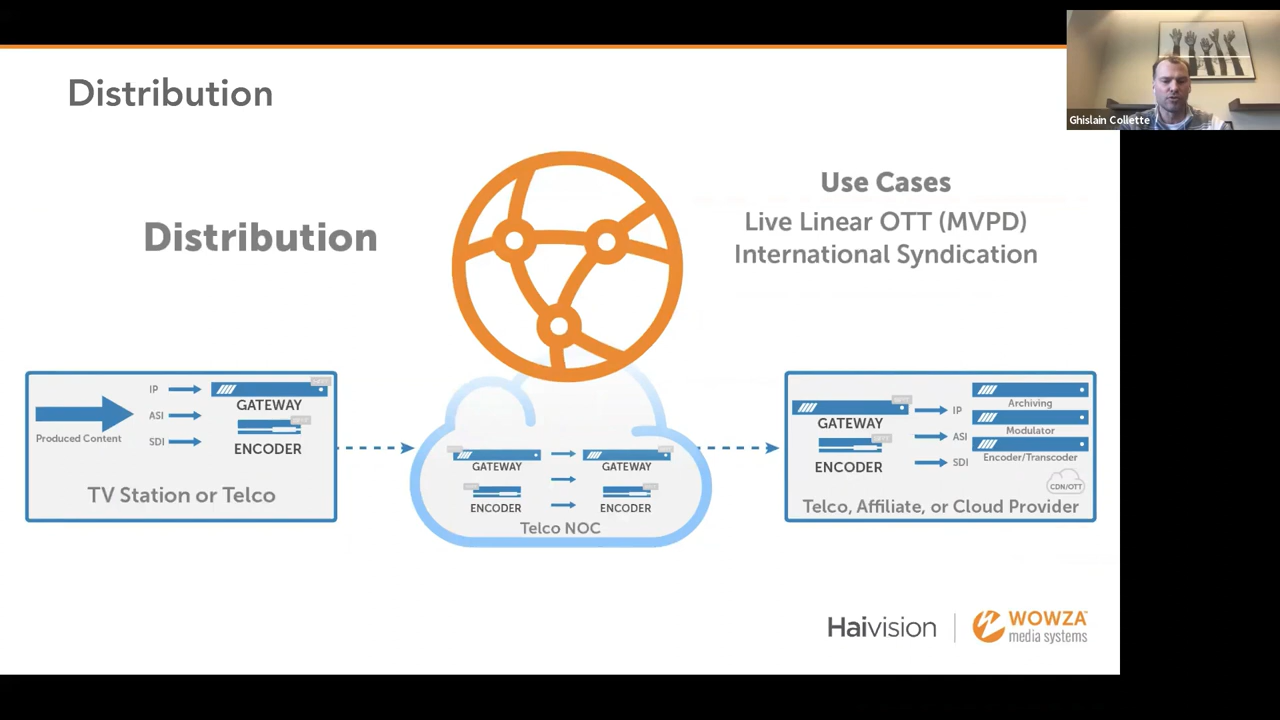 Distribution
Ghislain Collette
Distribution
Use Cases
Live Linear OTT (MVPD)
International Syndication
Produced Content
IP
ASI
SDI
GATEWAY
ENCODER
TV Station or Telco
GATEWAY
GATEWAY
ENCODER
ENCODER
Telco NOC
GATEWAY
ENCODER
IP
ASI
SDI
Archiving
Modulator
Encoder/Transcoder
CDN/OTT
Telco, Affiliate, or Cloud Provider
Haivision
WOWZA
media systems